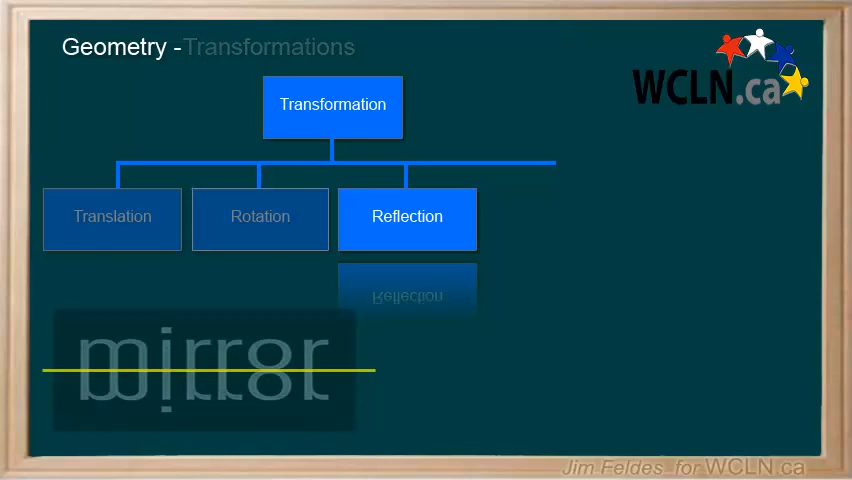 Geometry - Transformations
WCLN.ca
Transformation
Translation
Rotation
Reflection
Reflection
mirror
Jim Feldes for WCLN.ca